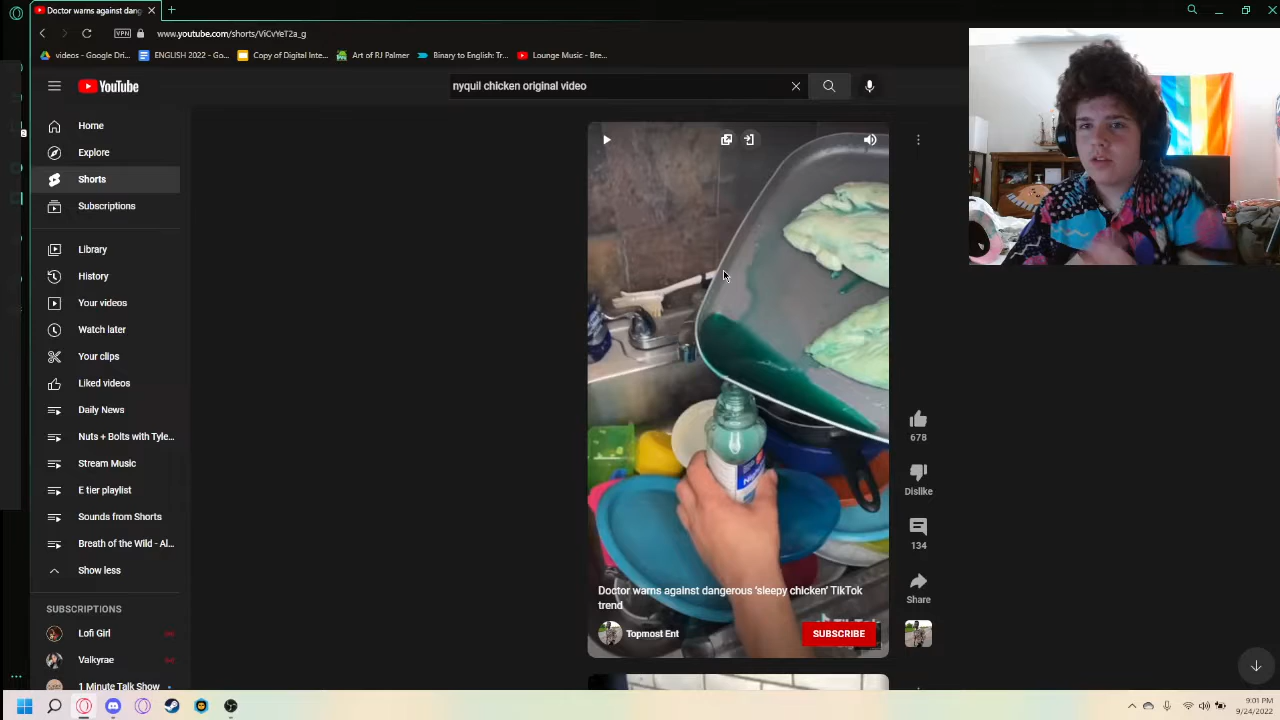 Doctor warns against dang
VPN
www.youtube.com/shorts/ViCvYeT2a_g
videos - Google Dri...
ENGLISH 2022 - Go...
Copy of Digital Inte...
Art of RJ Palmer
Binary to English: Tr...
Lounge Music - Bre...
YouTube
nyquil chicken original video
Home
Explore
Shorts
Subscriptions
Library
History
Your videos
Watch later
Your clips
Liked videos
Daily News
Nuts + Bolts with Tyle...
Stream Music
E tier playlist
Sounds from Shorts
Breath of the Wild - Al...
Show less
SUBSCRIPTIONS
Lofi Girl
Valkyrae
1 Minute Talk Show
678
Dislike
134
Share
Doctor warns against dangerous 'sleepy chicken' TikTok
trend
Topmost Ent
SUBSCRIBE
9:01 PM
9/24/2022